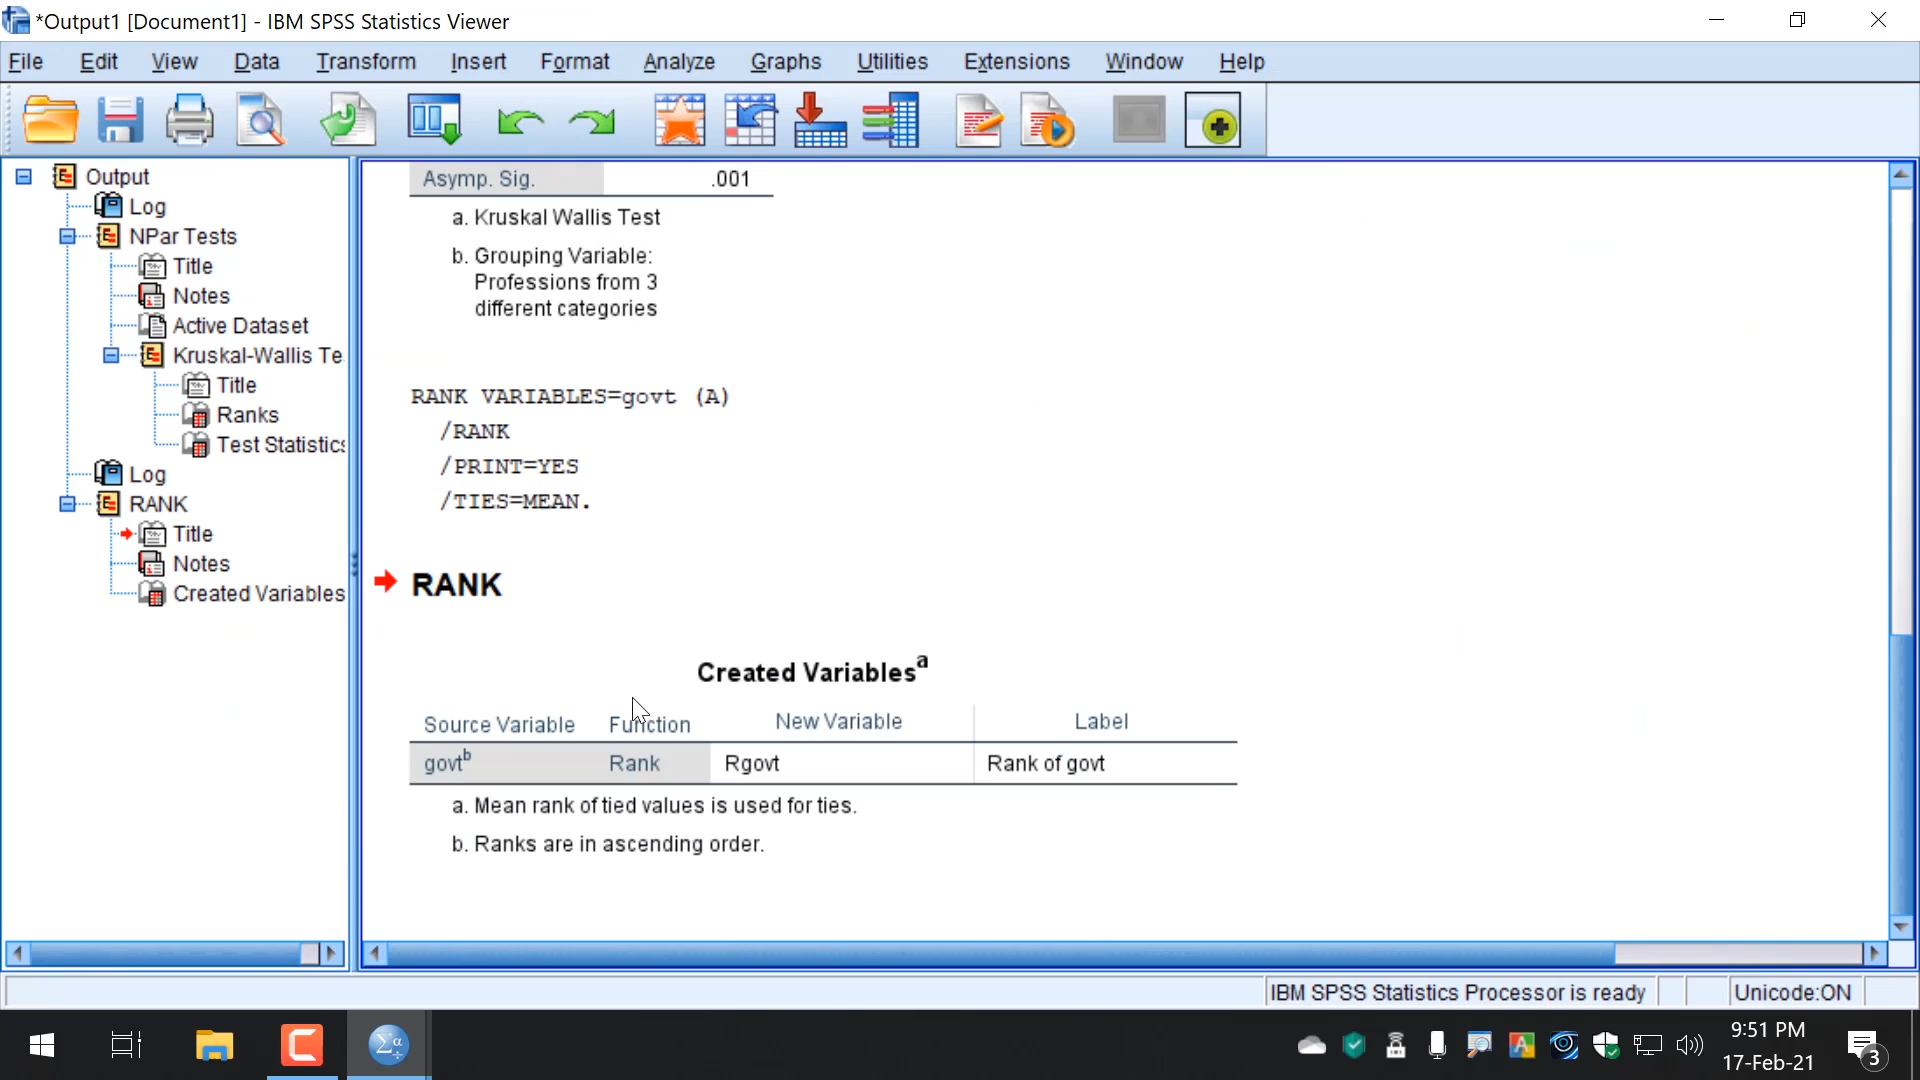 *Output1 [Document1] - IBM SPSS Statistics Viewer
File Edit View Data Transform Insert Format Analyze Graphs Utilities Extensions Window Help
Output
Log
NPar Tests
Title
Notes
Active Dataset
Kruskal-Wallis Te
Title
Ranks
Test Statistics
Log
RANK
Title
Notes
Created Variables
Asymp. Sig. .001
a. Kruskal Wallis Test
b. Grouping Variable:
Professions from 3
different categories
RANK VARIABLES=govt (A)
/RANK
/PRINT=YES
/TIES=MEAN.
RANK
Created Variablesa
Source Variable Function New Variable Label
govtb Rank Rgovt Rank of govt
a. Mean rank of tied values is used for ties.
b. Ranks are in ascending order.
IBM SPSS Statistics Processor is ready Unicode:ON
9:51 PM
17-Feb-21
3